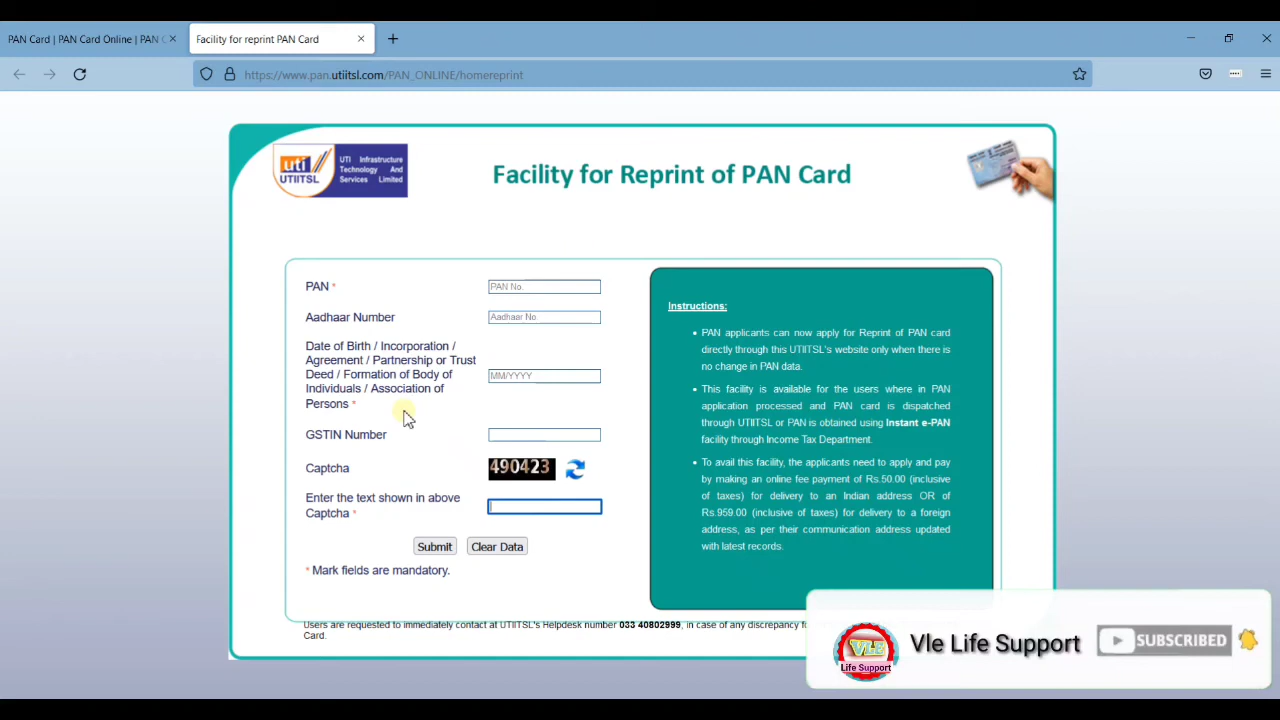 PAN Card | PAN Card Online | PAN C
Facility for reprint PAN Card
https://www.pan.utiitsl.com/PAN_ONLINE/homereprint
uti
UTIITSL
UTI Infrastructure
Technology And
Services Limited
Facility for Reprint of PAN Card
PAN *
PAN No.
Aadhaar Number
Aadhaar No.
Date of Birth / Incorporation /
Agreement / Partnership or Trust
Deed / Formation of Body of
Individuals / Association of
Persons *
MM/YYYY
GSTIN Number
Captcha
490423
Enter the text shown in above
Captcha *
Submit
Clear Data
* Mark fields are mandatory.
Instructions:
• PAN applicants can now apply for Reprint of PAN card
directly through this UTIITSL's website only when there is
no change in PAN data.
• This facility is available for the users where in PAN
application processed and PAN card is dispatched
through UTIITSL or PAN is obtained using Instant e-PAN
facility through Income Tax Department.
• To avail this facility, the applicants need to apply and pay
by making an online fee payment of Rs.50.00 (inclusive
of taxes) for delivery to an Indian address OR of
Rs.959.00 (inclusive of taxes) for delivery to a foreign
address, as per their communication address updated
with latest records.
Users are requested to immediately contact at UTIITSL's Helpdesk number 033 40802999, in case of any discrepancy
Card.
VLE
Life Support
Vle Life Support
SUBSCRIBED